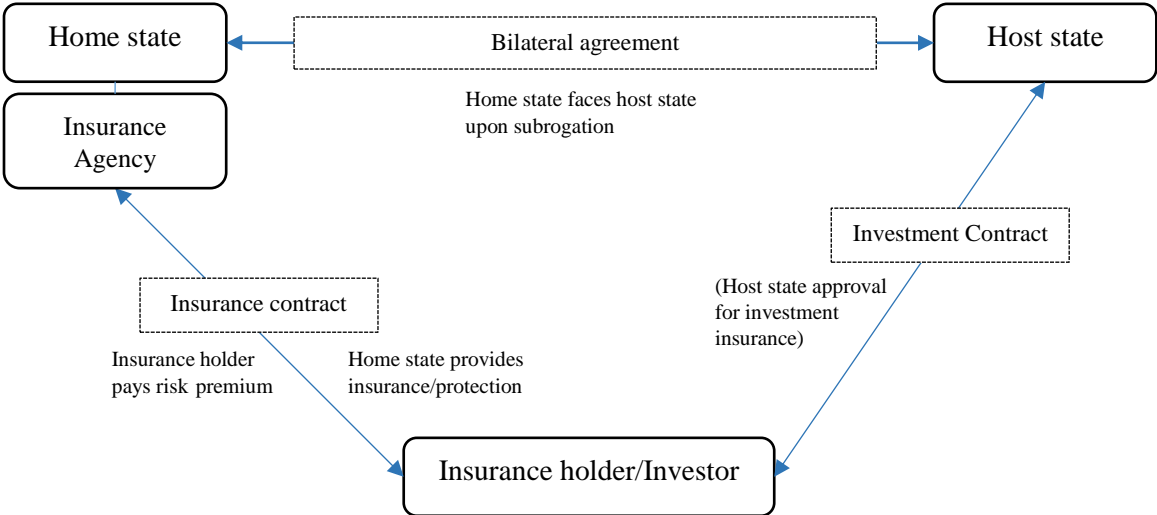 Home state
Bilateral agreement
Host state
Home state faces host state
upon subrogation
Insurance
Agency
Investment Contract
(Host state approval
for investment
insurance)
Insurance contract
Insurance holder
pays risk premium
Home state provides
insurance/protection
Insurance holder/Investor